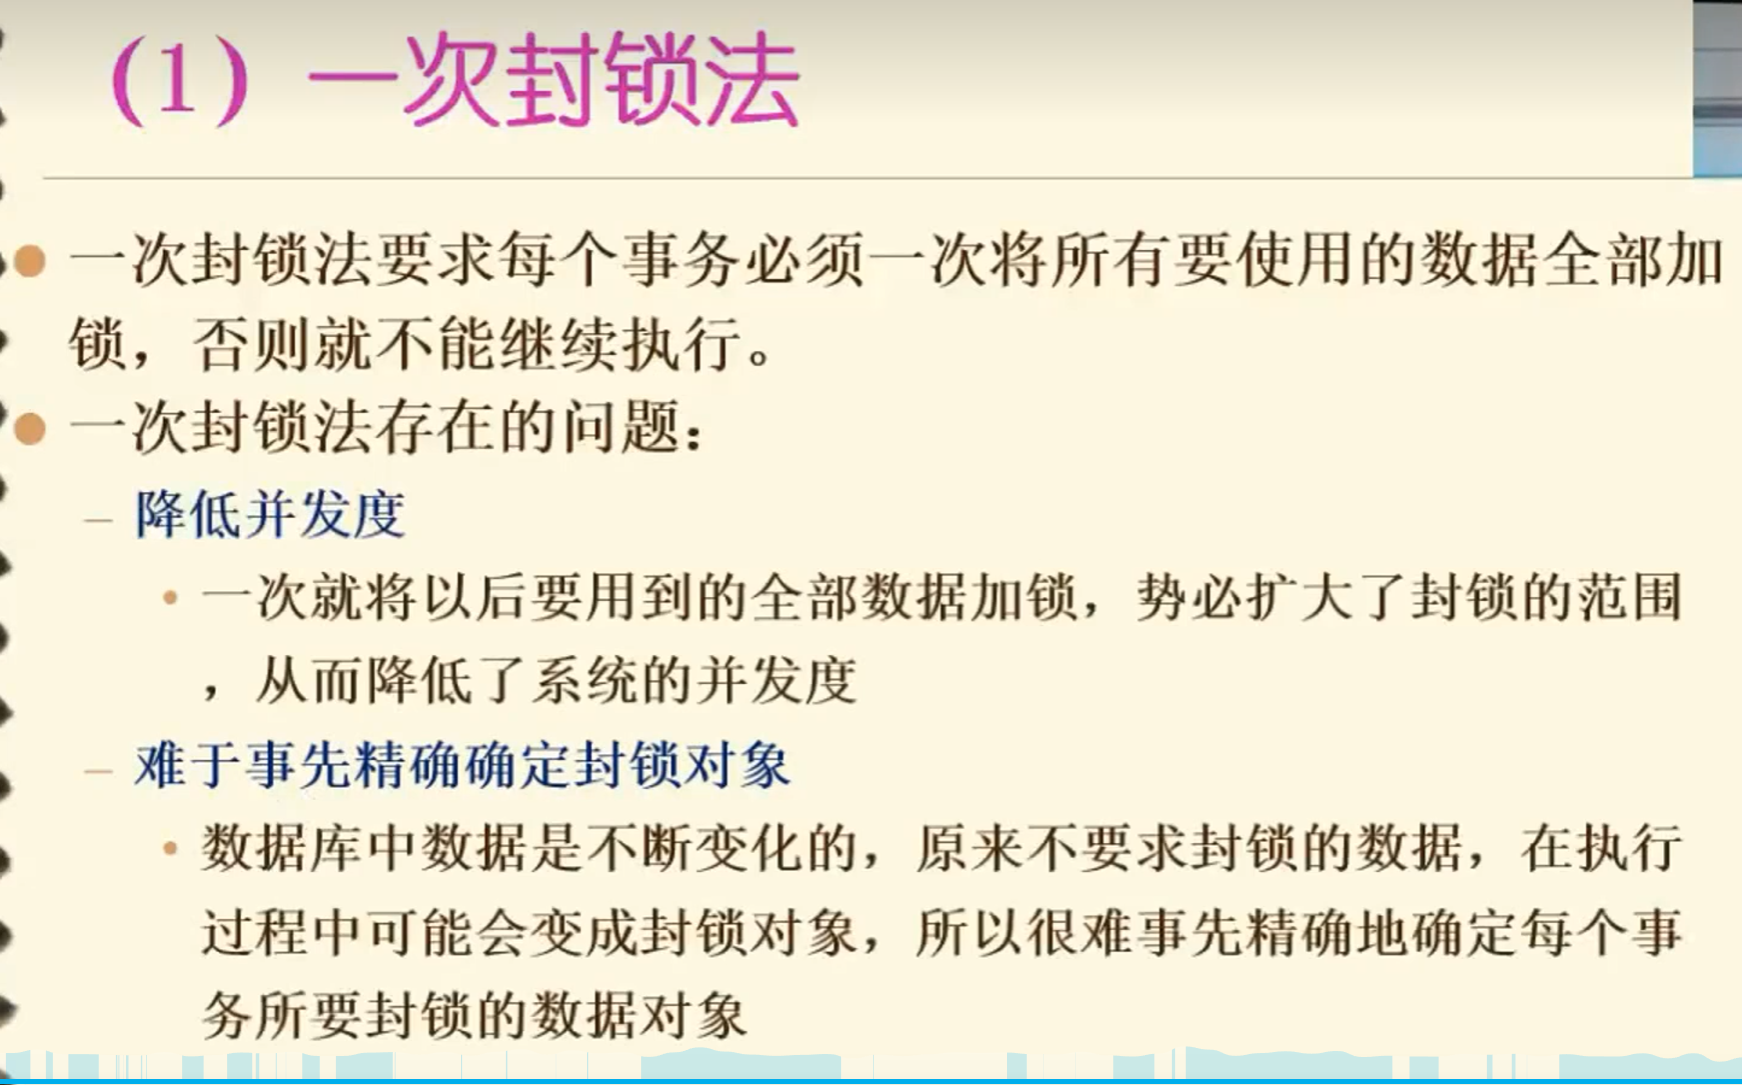 （1）一次封锁法
一次封锁法要求每个事务必须一次将所有要使用的数据全部加
锁，否则就不能继续执行。
一次封锁法存在的问题：
– 降低并发度
• 一次就将以后要用到的全部数据加锁，势必扩大了封锁的范围
，从而降低了系统的并发度
– 难于事先精确确定封锁对象
• 数据库中数据是不断变化的，原来不要求封锁的数据，在执行
过程中可能会变成封锁对象，所以很难事先精确地确定每个事
务所要封锁的数据对象